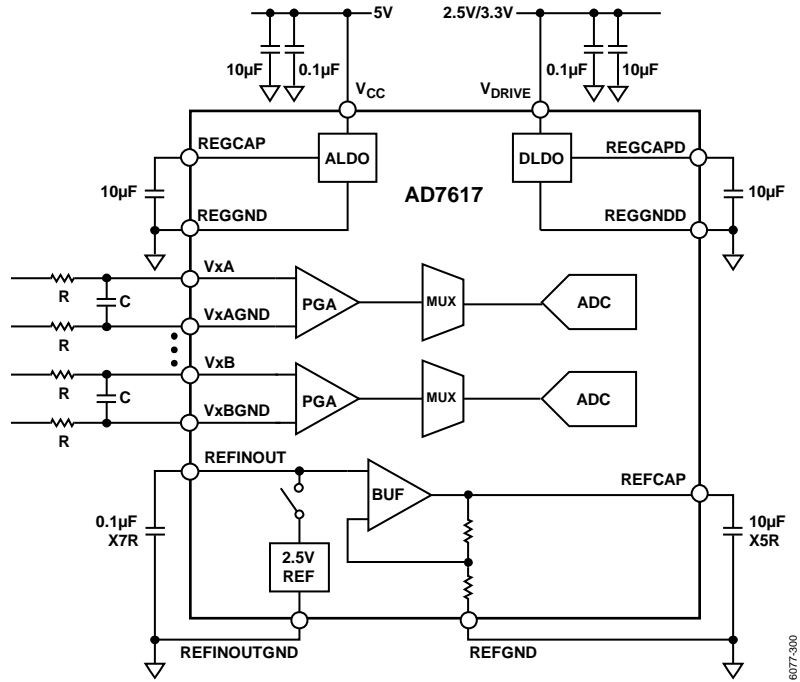 5V
2.5V/3.3V
10µF
0.1µF
0.1µF
10µF
VCC
VDRIVE
REGCAP
ALDO
DLDO
REGCAPD
10µF
AD7617
10µF
REGGND
REGGNDD
VxA
R
C
PGA
MUX
ADC
VxAGND
R
VxB
R
C
PGA
MUX
ADC
VxBGND
R
REFINOUT
REFCAP
BUF
0.1µF
X7R
10µF
X5R
2.5V
REF
REFINOUTGND
REFGND
6077-300